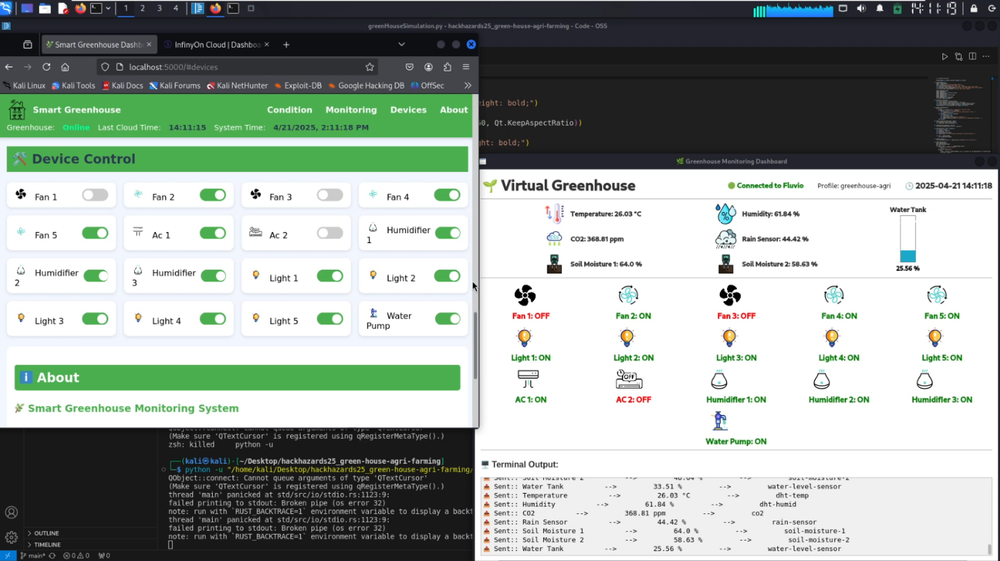 1 2 3 4
14:11:19
greenHouseSimulation.py - hackhazards25_green-house-agri-farming - Code - OSS
Smart Greenhouse Dashb
InfinyOn Cloud | Dashboa
localhost:5000/#devices
Kali Linux Kali Tools Kali Docs Kali Forums Kali NetHunter Exploit-DB Google Hacking DB OffSec
Smart Greenhouse
Condition Monitoring Devices About
Greenhouse: Online Last Cloud Time: 14:11:15 System Time: 4/21/2025, 2:11:18 PM
Device Control
Fan 1
Fan 2
Fan 3
Fan 4
Fan 5
Ac 1
Ac 2
Humidifier
1
Humidifier
2
Humidifier
3
Light 1
Light 2
Light 3
Light 4
Light 5
Water
Pump
About
Smart Greenhouse Monitoring System
eight: bold;")
0, Qt.KeepAspectRatio))
ght: bold;")
Greenhouse Monitoring Dashboard
Virtual Greenhouse
Connected to Fluvio
Profile: greenhouse-agri
2025-04-21 14:11:18
Temperature: 26.03 °C
Humidity: 61.84 %
Water Tank
CO2: 368.81 ppm
Rain Sensor: 44.42 %
Soil Moisture 1: 64.0 %
Soil Moisture 2: 58.63 %
25.56 %
Fan 1: OFF
Fan 2: ON
Fan 3: OFF
Fan 4: ON
Fan 5: ON
Light 1: ON
Light 2: ON
Light 3: ON
Light 4: ON
Light 5: ON
OFF
AC 1: ON
AC 2: OFF
Humidifier 1: ON
Humidifier 2: ON
Humidifier 3: ON
Water Pump: ON
Terminal Output:
Sent:: Soil Moisture 2 --> 48.04 % --> soil-moisture-2
Sent:: Water Tank --> 33.51 % --> water-level-sensor
Sent:: Temperature --> 26.03 °C --> dht-temp
Sent:: Humidity --> 61.84 % --> dht-humid
Sent:: CO2 --> 368.81 ppm --> co2
Sent:: Rain Sensor --> 44.42 % --> rain-sensor
Sent:: Soil Moisture 1 --> 64.0 % --> soil-moisture-1
Sent:: Soil Moisture 2 --> 58.63 % --> soil-moisture-2
Sent:: Water Tank --> 25.56 % --> water-level-sensor
QObject::connect: Cannot queue arguments of type 'QTextCursor'
(Make sure 'QTextCursor' is registered using qRegisterMetaType().)
zsh: killed python -u
(kali㉿kali)-[~/Desktop/hackhazards25_green-house-agri-farming]
$ python -u "/home/kali/Desktop/hackhazards25_green-house-agri-farming/
QObject::connect: Cannot queue arguments of type 'QTextCursor'
(Make sure 'QTextCursor' is registered using qRegisterMetaType().)
thread 'main' panicked at std/src/io/stdio.rs:1123:9:
failed printing to stdout: Broken pipe (os error 32)
note: run with `RUST_BACKTRACE=1` environment variable to display a backt
thread 'main' panicked at std/src/io/stdio.rs:1123:9:
failed printing to stdout: Broken pipe (os error 32)
note: run with `RUST_BACKTRACE=1` environment variable to display a backt
OUTLINE
TIMELINE
main* 0 0 0